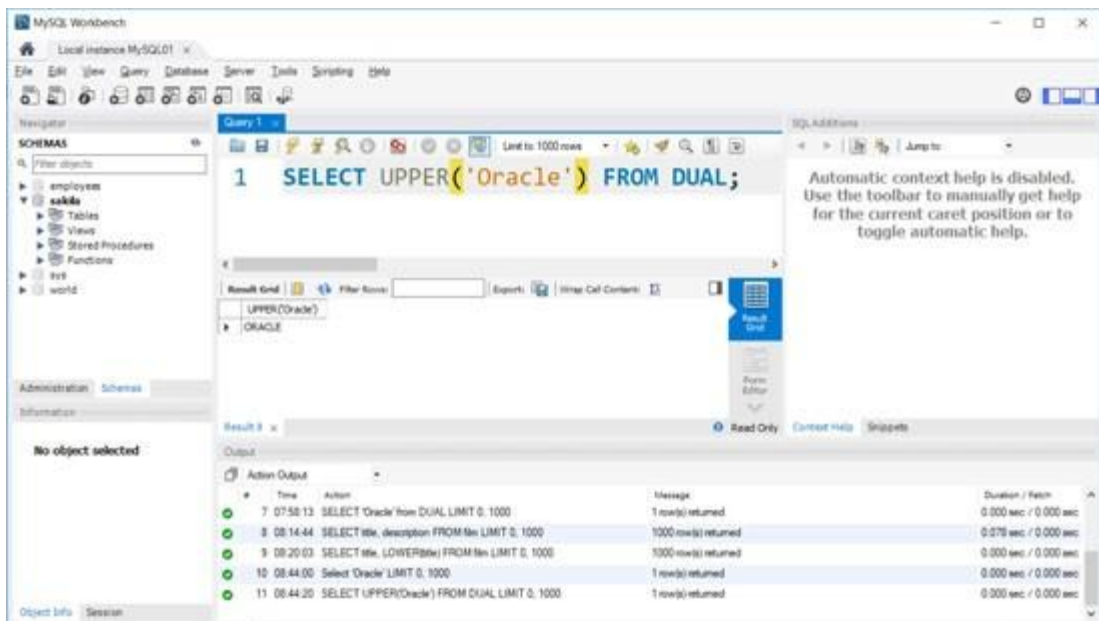 MySQL Workbench
Local instance MySQL01
File Edit View Query Database Server Tools Scripting Help
Navigator
SCHEMAS
Filter objects
employees
sakila
Tables
Views
Stored Procedures
Functions
sys
world
Administration Schemas
Information
No object selected
Object Info Session
Query 1
Limit to 1000 rows
1 SELECT UPPER('Oracle') FROM DUAL;
Result Grid Filter Rows: Export: Wrap Cell Content:
UPPER('Oracle')
ORACLE
Result Grid
Form Editor
Result 8 Read Only
SQL Additions
Jump to
Automatic context help is disabled.
Use the toolbar to manually get help
for the current caret position or to
toggle automatic help.
Context Help Snippets
Output
Action Output
# Time Action Message Duration / Fetch
7 07:58:13 SELECT 'Oracle' from DUAL LIMIT 0, 1000 1 row(s) returned 0.000 sec / 0.000 sec
8 08:14:44 SELECT title, description FROM film LIMIT 0, 1000 1000 row(s) returned 0.078 sec / 0.000 sec
9 08:20:03 SELECT title, LOWER(title) FROM film LIMIT 0, 1000 1000 row(s) returned 0.000 sec / 0.000 sec
10 08:44:00 Select 'Oracle' LIMIT 0, 1000 1 row(s) returned 0.000 sec / 0.000 sec
11 08:44:20 SELECT UPPER('Oracle') FROM DUAL LIMIT 0, 1000 1 row(s) returned 0.000 sec / 0.000 sec